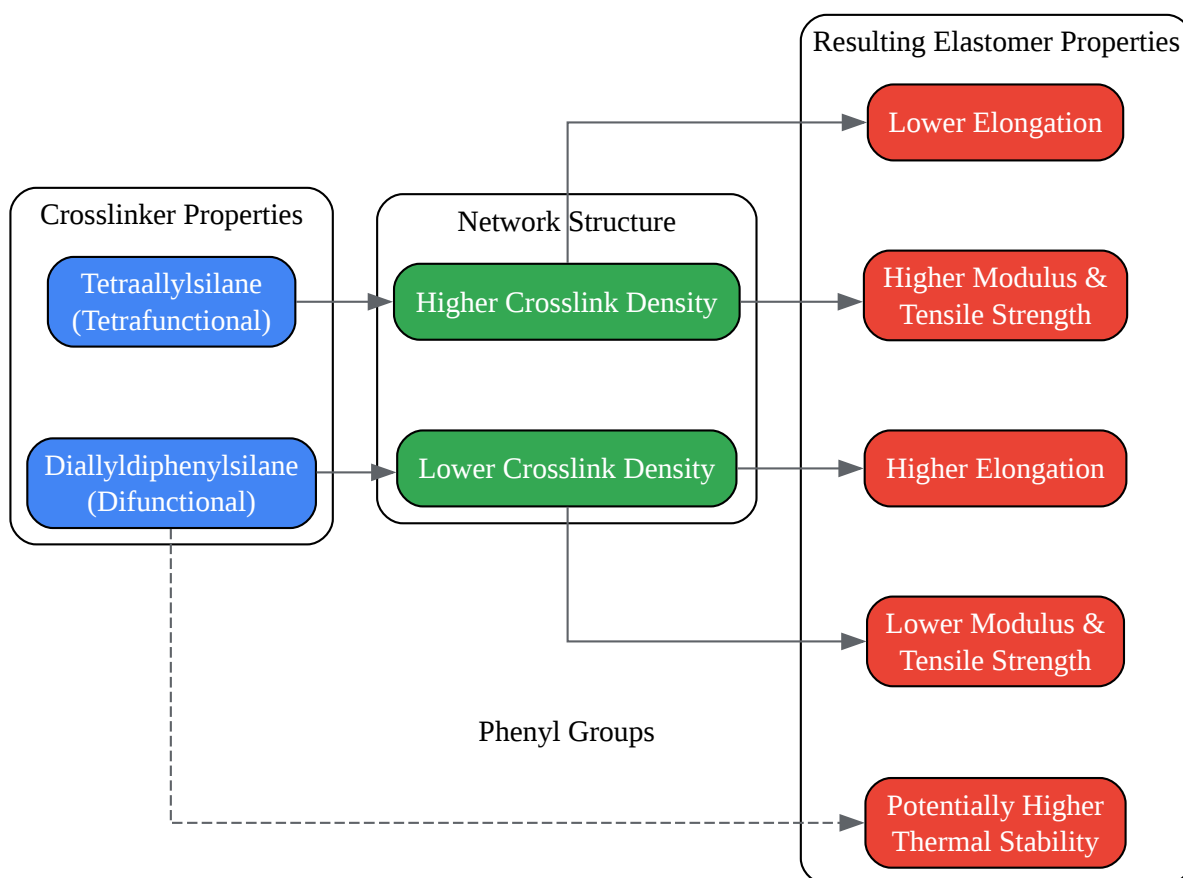 Resulting Elastomer Properties
Lower Elongation
Crosslinker Properties
Network Structure
Tetraallylsilane
(Tetrafunctional)
Higher Crosslink Density
Higher Modulus &
Tensile Strength
Diallyldiphenylsilane
(Difunctional)
Lower Crosslink Density
Higher Elongation
Lower Modulus &
Tensile Strength
Phenyl Groups
Potentially Higher
Thermal Stability